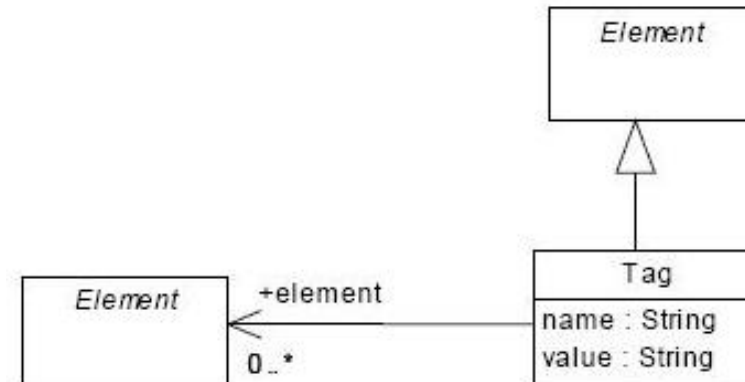 Element
Tag
Element
+element
name : String
0..*
value : String